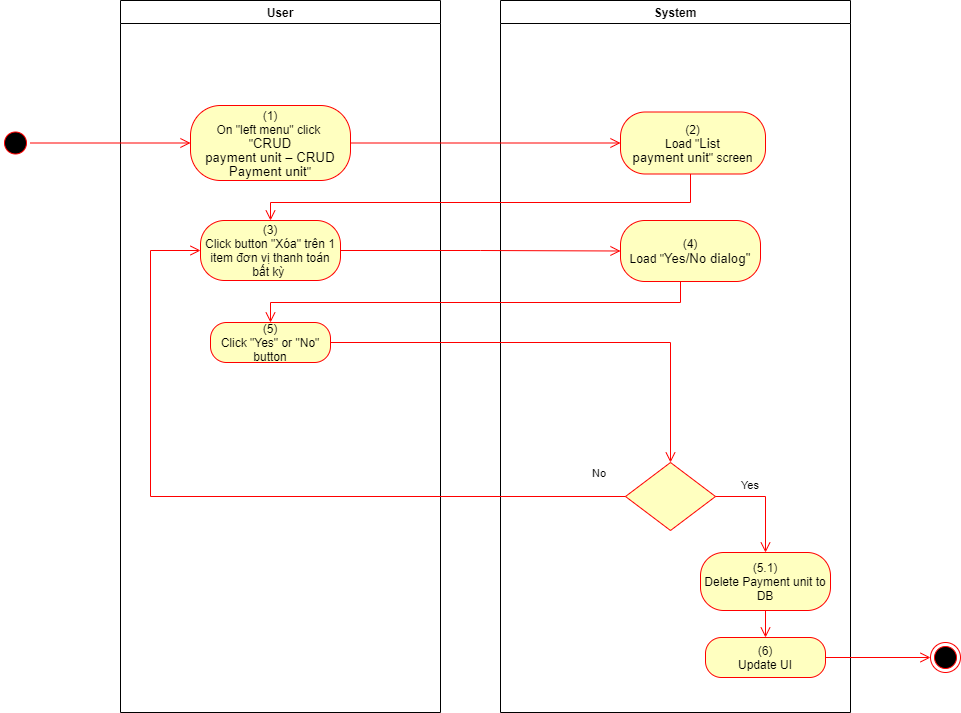 User
System
(1)
On "left menu" click
"CRUD
payment unit – CRUD
Payment unit"
(2)
Load "List
payment unit" screen
(3)
Click button "Xóa" trên 1
item đơn vị thanh toán
bất kỳ
(4)
Load "Yes/No dialog"
(5)
Click "Yes" or "No"
button
No
Yes
(5.1)
Delete Payment unit to
DB
(6)
Update UI